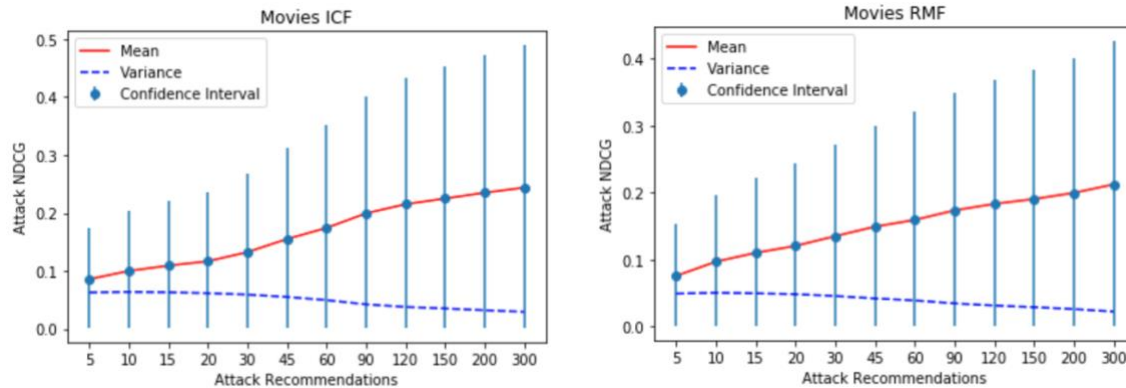 Movies ICF
Mean
Variance
Confidence Interval
Attack NDCG
0.5
0.4
0.3
0.2
0.1
0.0
5 10 15 20 30 45 60 90 120 150 200 300
Attack Recommendations
Movies RMF
Mean
Variance
Confidence Interval
Attack NDCG
0.4
0.3
0.2
0.1
0.0
5 10 15 20 30 45 60 90 120 150 200 300
Attack Recommendations